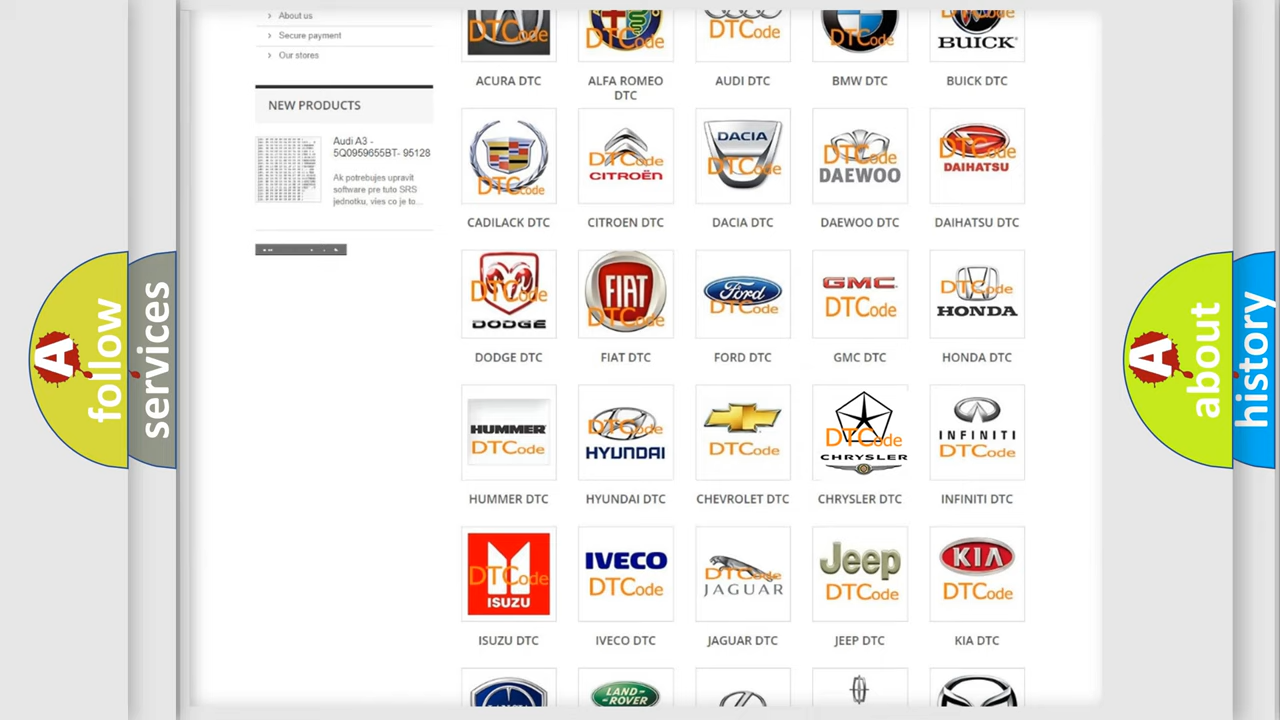 About us
Secure payment
Our stores
NEW PRODUCTS
Audi A3 -
5Q0959655BT- 95128
Ak potrebujes upravit
software pre tuto SRS
jednotku, vies co je to...
DTCode DTCode DTCode DTCode BUICK
ACURA DTC ALFA ROMEO DTC AUDI DTC BMW DTC BUICK DTC
DTCcode DTCode CITROËN DACIA DTCode DTCode DAEWOO DTCode DAIHATSU
CADILACK DTC CITROEN DTC DACIA DTC DAEWOO DTC DAIHATSU DTC
DTCode DODGE FIAT DTCode Ford DTCode GMC DTCode DTCode HONDA
DODGE DTC FIAT DTC FORD DTC GMC DTC HONDA DTC
HUMMER DTCode DTCode HYUNDAI DTCode DTCode CHRYSLER INFINITI DTCode
HUMMER DTC HYUNDAI DTC CHEVROLET DTC CHRYSLER DTC INFINITI DTC
DTCode ISUZU IVECO DTCode DTCode JAGUAR Jeep DTCode KIA DTCode
ISUZU DTC IVECO DTC JAGUAR DTC JEEP DTC KIA DTC
LAND-
ROVER
A follow
services
A about
history